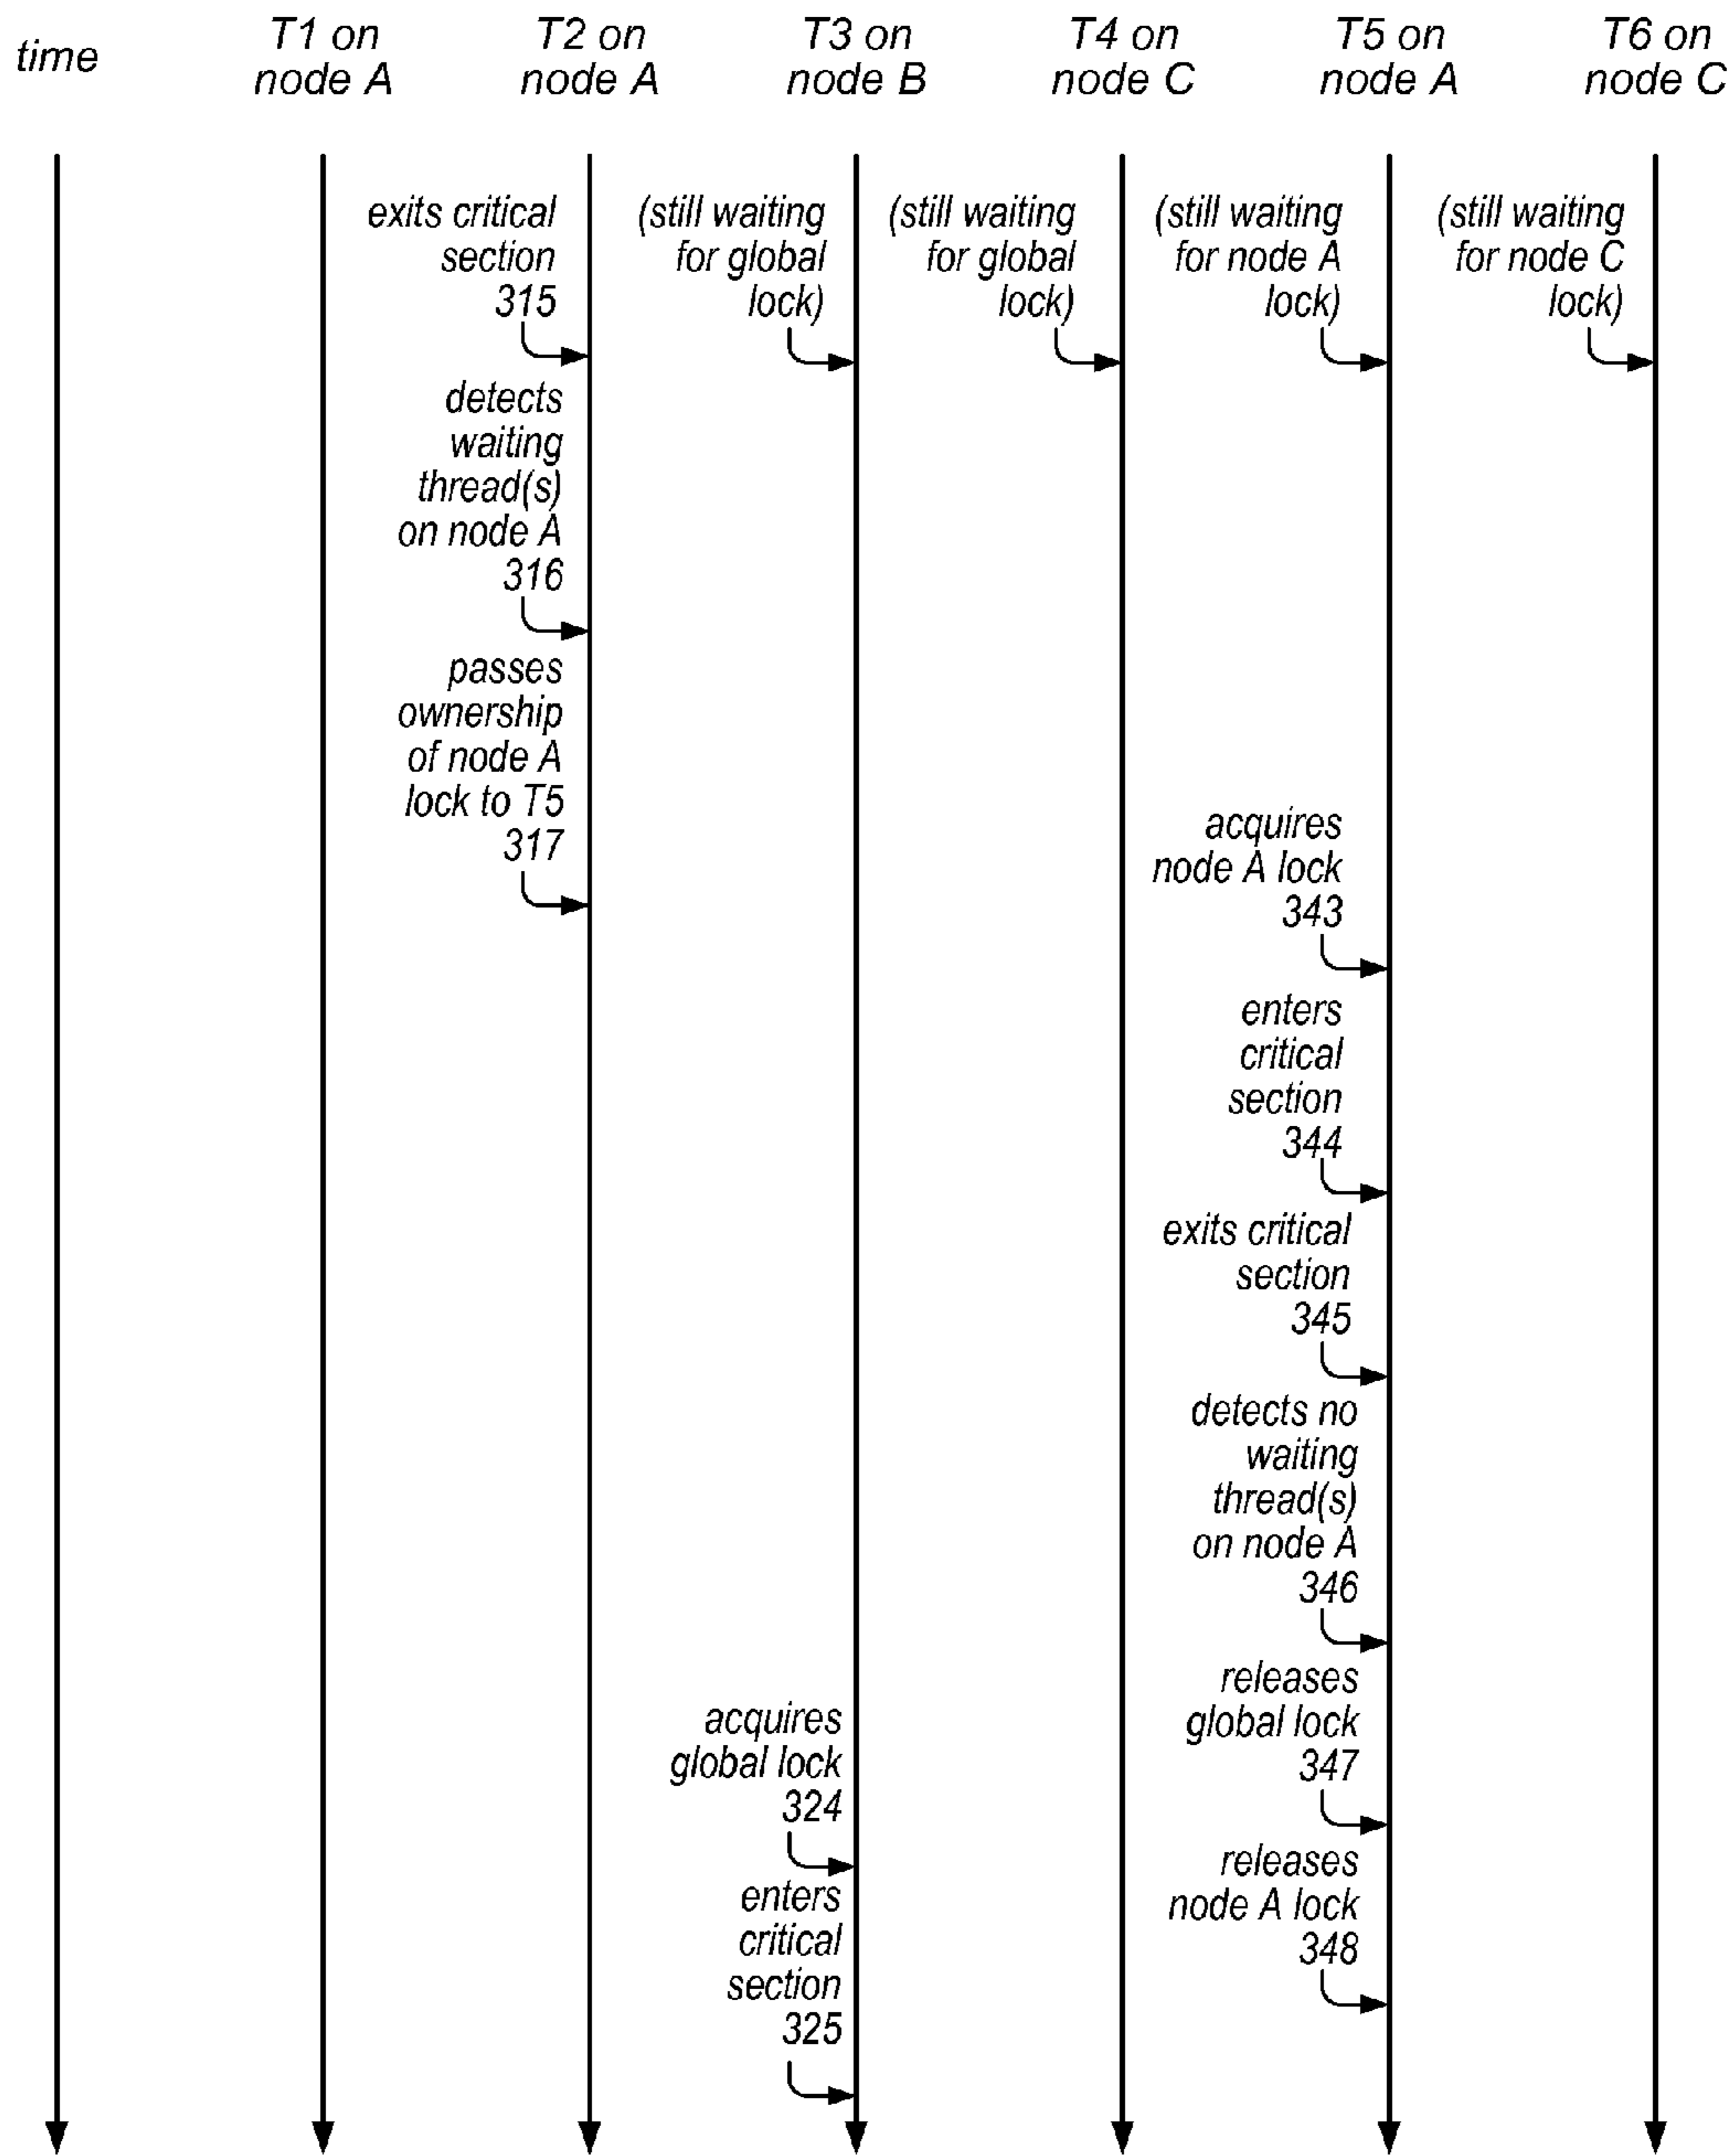 time
T1 on
node A
T2 on
node A
T3 on
node B
T4 on
node C
T5 on
node A
T6 on
node C
exits critical
section
315
(still waiting
for global
lock)
(still waiting
for global
lock)
(still waiting
for node A
lock)
(still waiting
for node C
lock)
detects
waiting
thread(s)
on node A
316
passes
ownership
of node A
lock to T5
317
acquires
node A lock
343
enters
critical
section
344
exits critical
section
345
detects no
waiting
thread(s)
on node A
346
releases
global lock
347
acquires
global lock
324
releases
node A lock
348
enters
critical
section
325